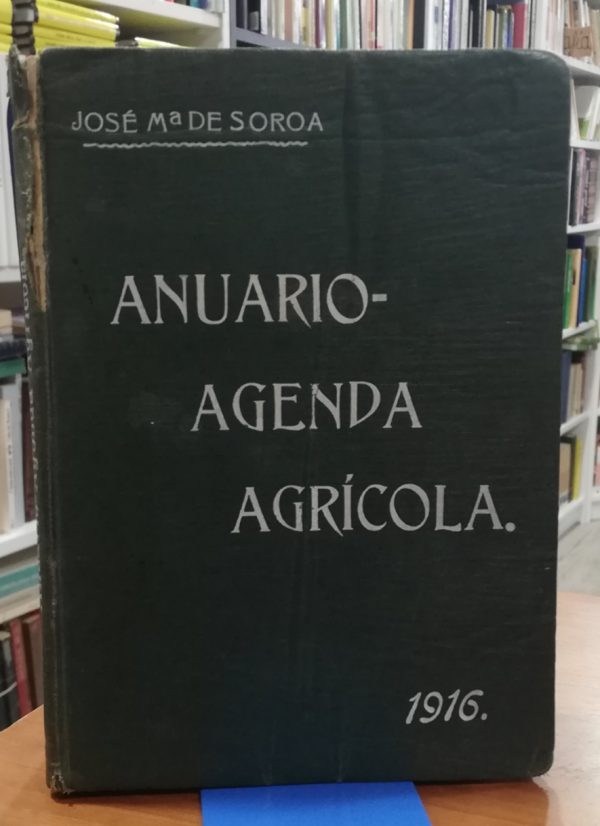 JOSÉ Mª DE SOROA
ANUARIO-
AGENDA
AGRÍCOLA.
1916.